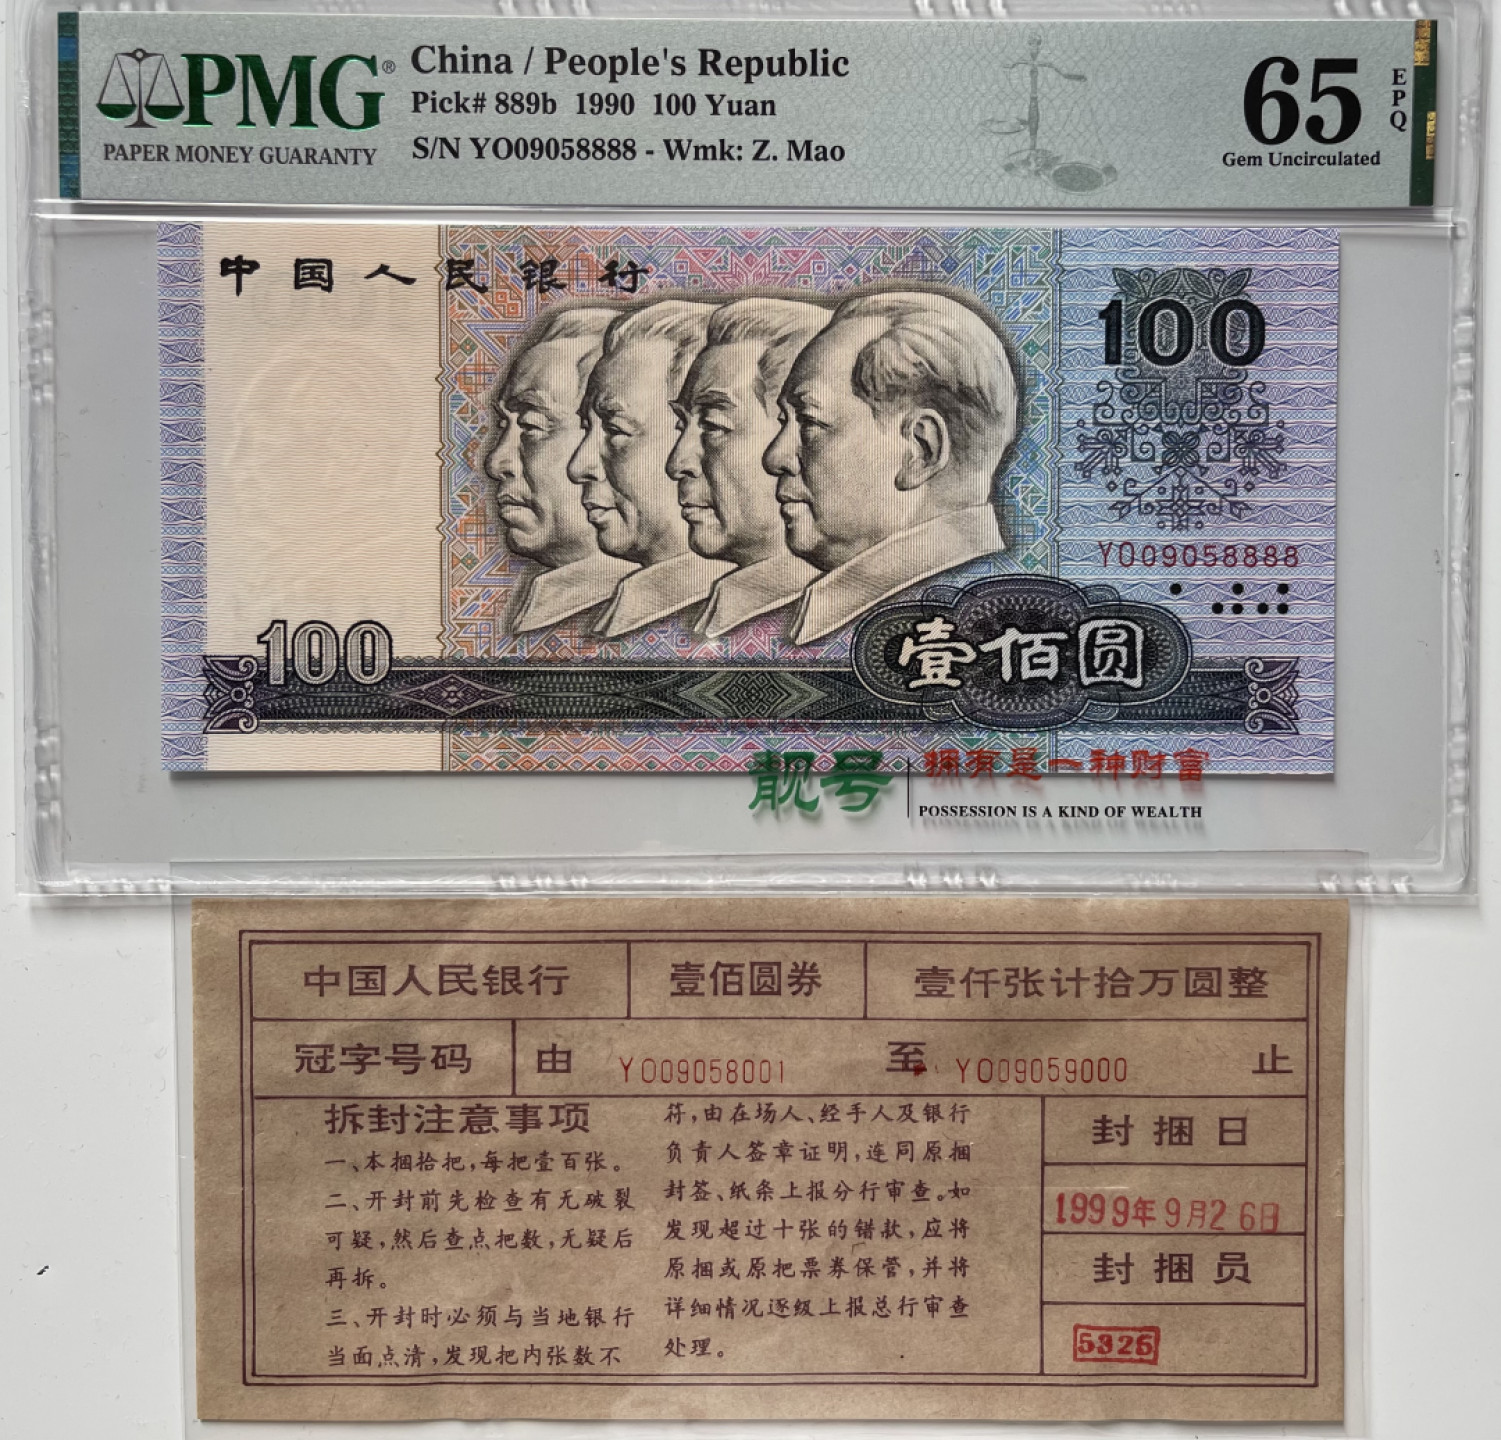 PMG®
PAPER MONEY GUARANTY
China / People's Republic
Pick# 889b 1990 100 Yuan
S/N YO09058888 - Wmk: Z. Mao
65
EPQ
Gem Uncirculated
中国人民银行
100
YO09058888
100
壹佰圆
靓号
拥有是一种财富
POSSESSION IS A KIND OF WEALTH
中国人民银行 壹佰圆券 壹仟张计拾万圆整
冠字号码 由 YO09058001 至 YO09059000 止
拆封注意事项
一、本捆拾把，每把壹百张。
二、开封前先检查有无破裂
可疑，然后查点把数，无疑后
再拆。
三、开封时必须与当地银行
当面点清，发现把内张数不
符，由在场人、经手人及银行
负责人签章证明，连同原捆
封签、纸条上报分行审查。如
发现超过十张的错款，应将
原捆或原把票券保管，并将
详细情况逐级上报总行审查
处理。
封捆日
1999年9月26日
封捆员
5326